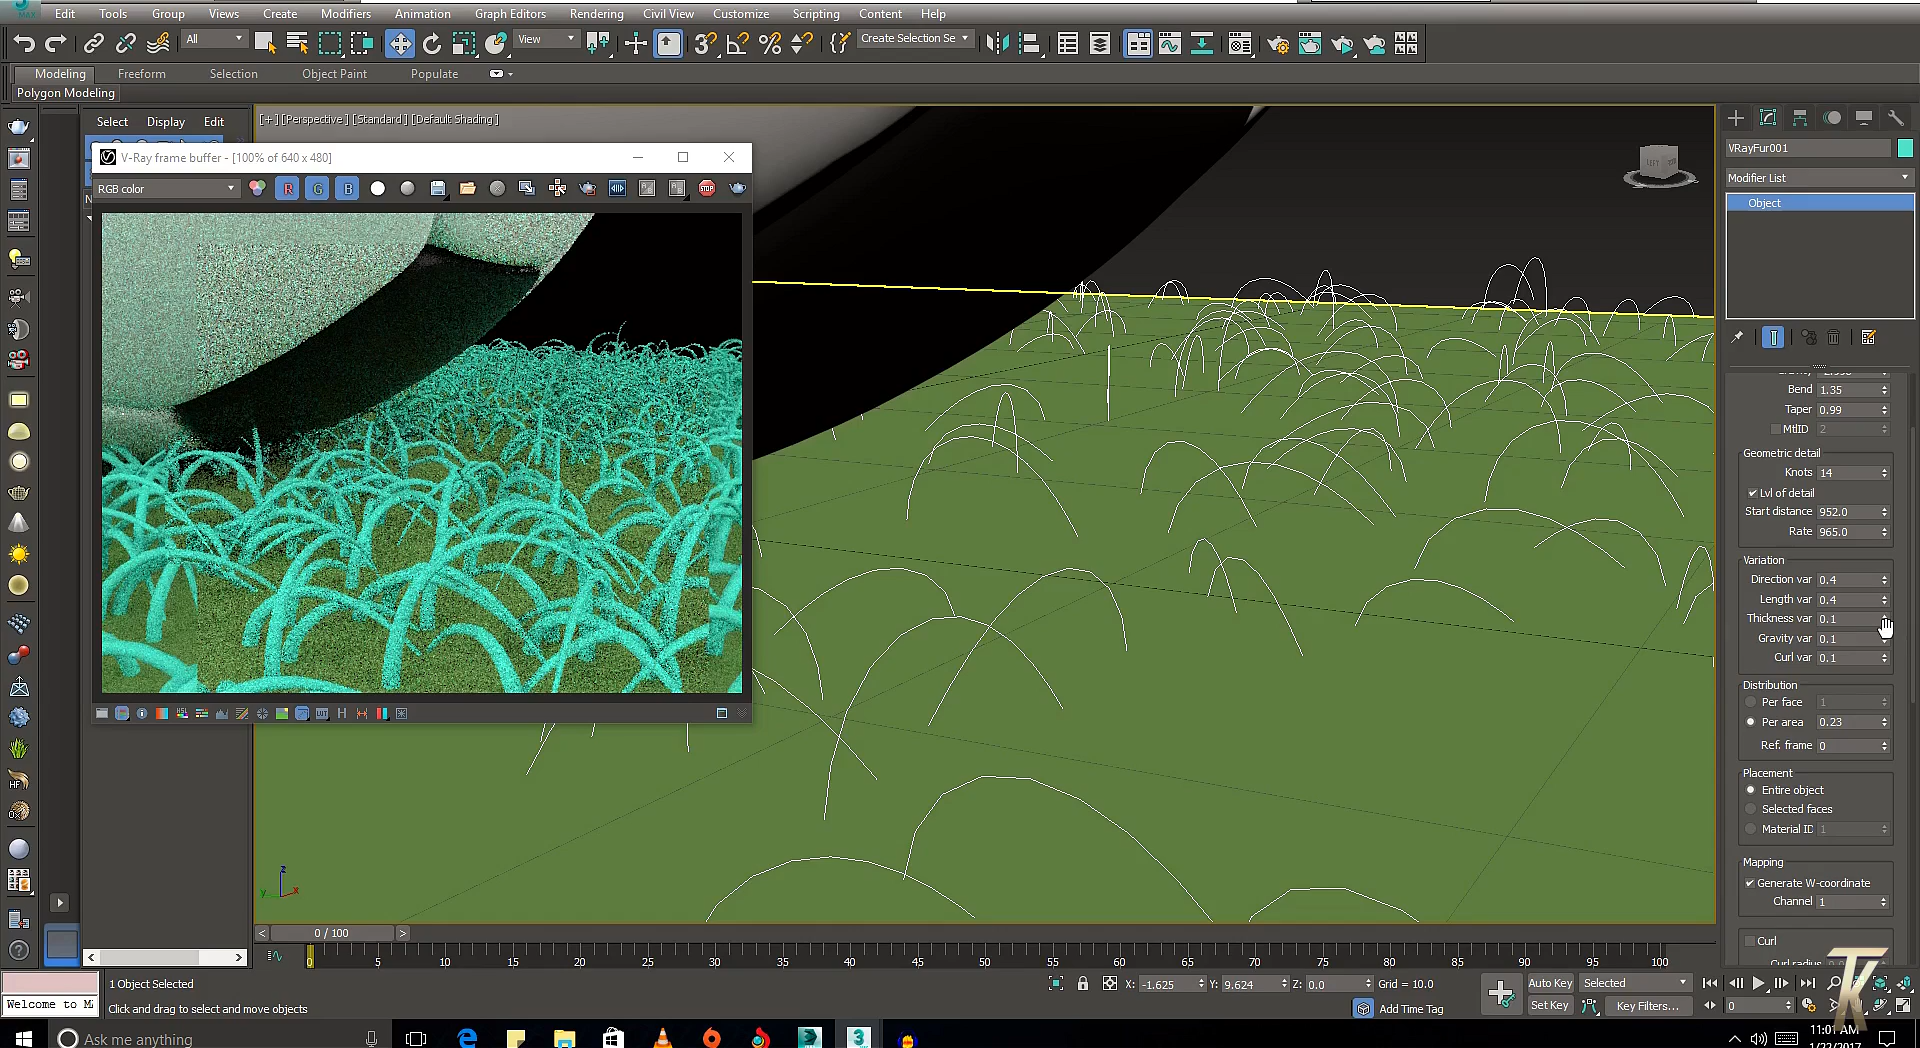 Edit Tools Group Views Create Modifiers Animation Graph Editors Rendering Civil View Customize Scripting Content Help
All View Create Selection Se
Modeling Freeform Selection Object Paint Populate
Polygon Modeling
Select Display Edit
[+] [Perspective] [Standard] [Default Shading]
V-Ray frame buffer - [100% of 640 x 480]
RGB color R G B STOP
VRayFur001
Modifier List
Object
Bend 1.35
Taper 0.99
MtlID 2
Geometric detail
Knots 14
Lvl of detail
Start distance 952.0
Rate 965.0
Variation
Direction var 0.4
Length var 0.4
Thickness var 0.1
Gravity var 0.1
Curl var 0.1
Distribution
Per face 1
Per area 0.23
Ref. frame 0
Placement
Entire object
Selected faces
Material ID 1
Mapping
Generate W-coordinate
Channel 1
Curl
LEFT
z
y x
< 0 / 100 >
0 5 10 15 20 25 30 35 40 45 50 55 60 65 70 75 80 85 90 95 100
1 Object Selected
X: -1.625 Y: 9.624 Z: 0.0 Grid = 10.0
Auto Key Selected
Welcome to M
Click and drag to select and move objects
Add Time Tag
Set Key Key Filters... 0
TK
Ask me anything
11:01 AM
1/22/2017